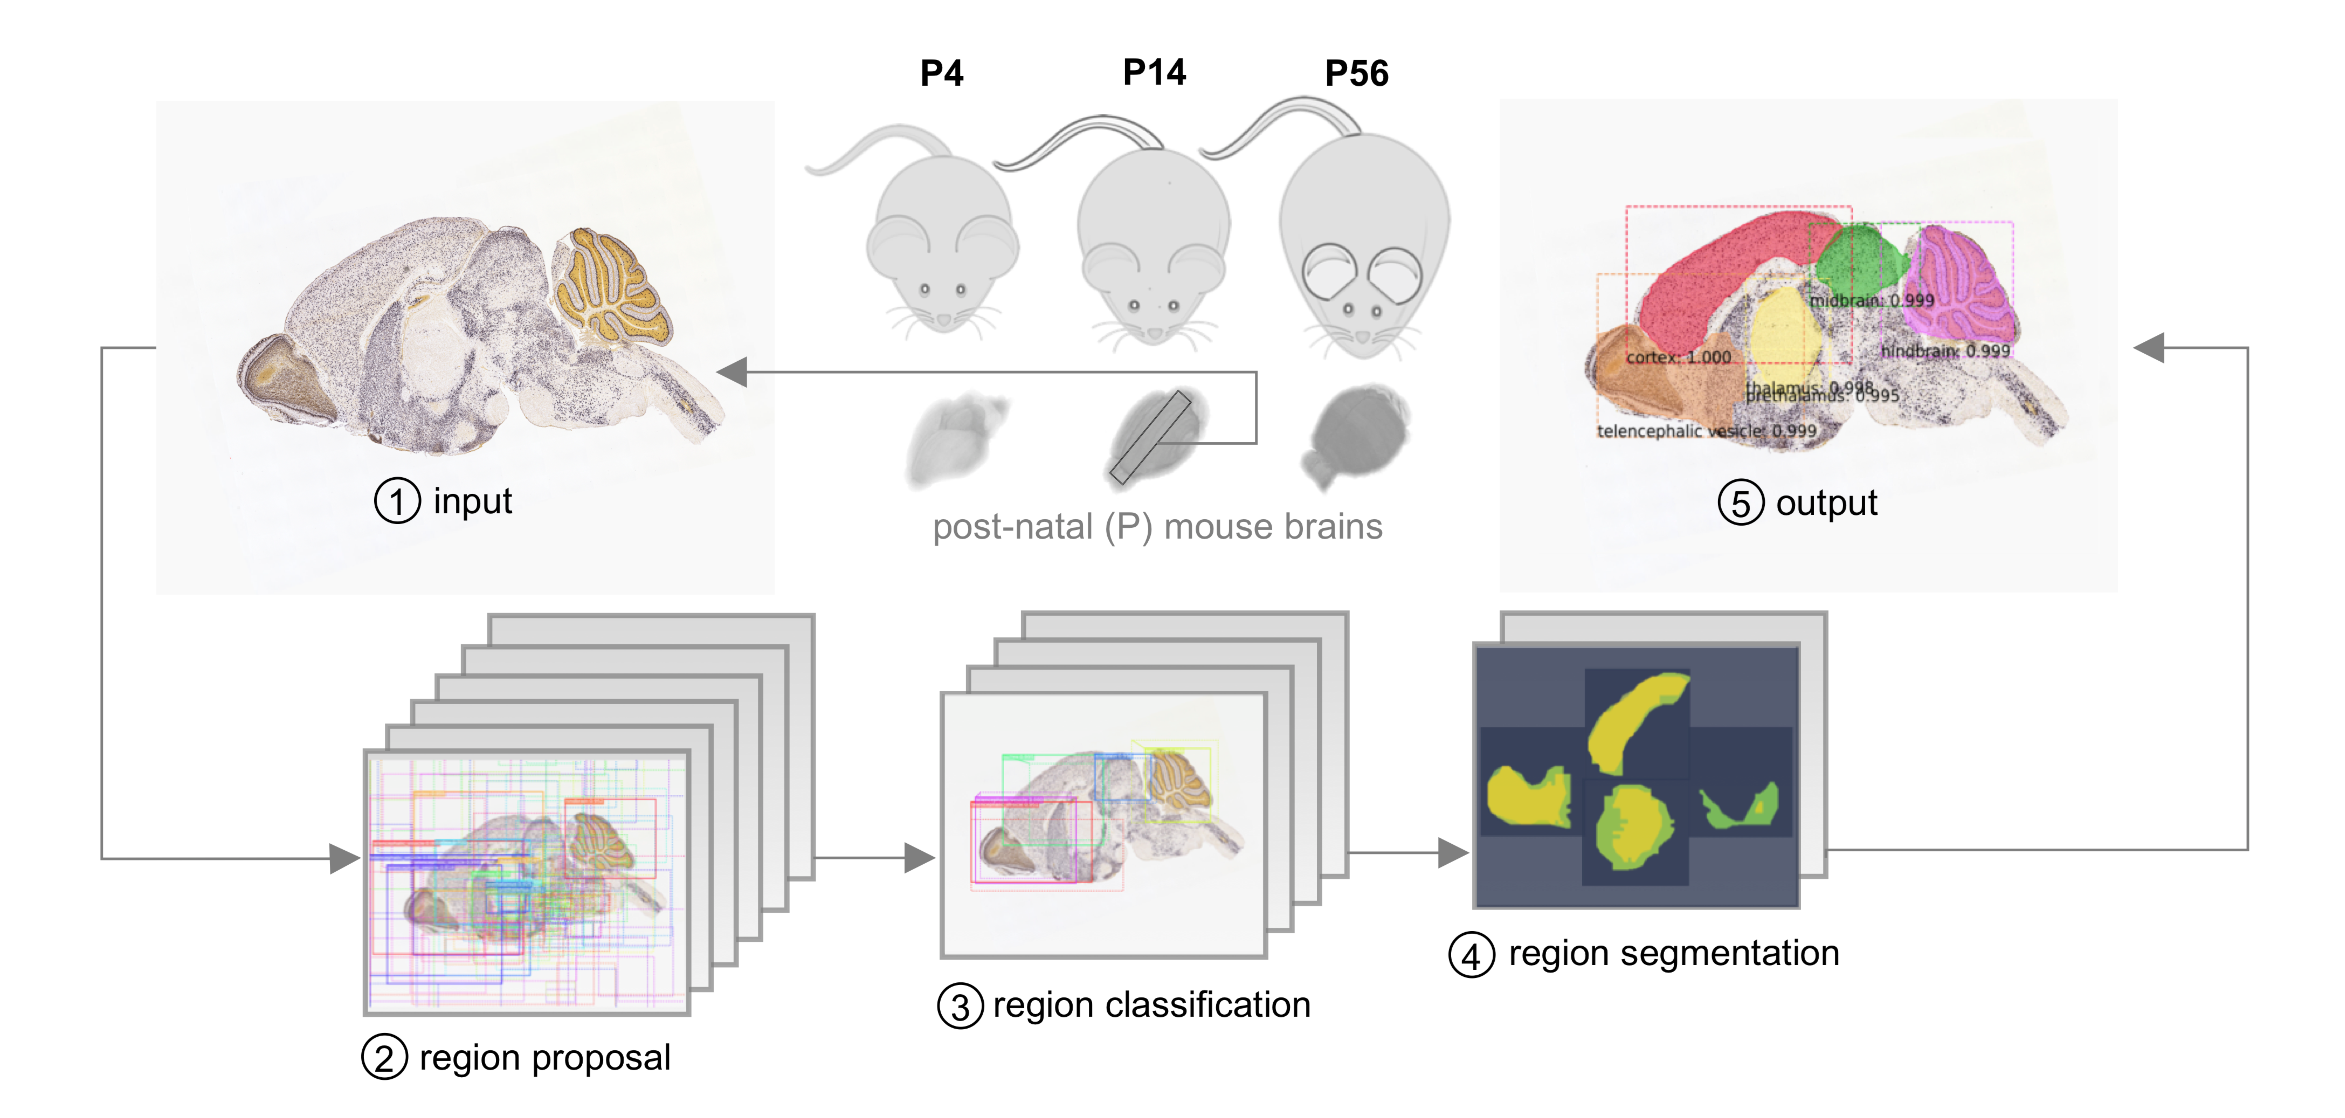 P4
P14
P56
① input
post-natal (P) mouse brains
midbrain: 0.999
hindbrain: 0.999
cortex: 1.000
thalamus: 0.998
prethalamus: 0.995
telencephalic vesicle: 0.999
⑤ output
② region proposal
③ region classification
④ region segmentation